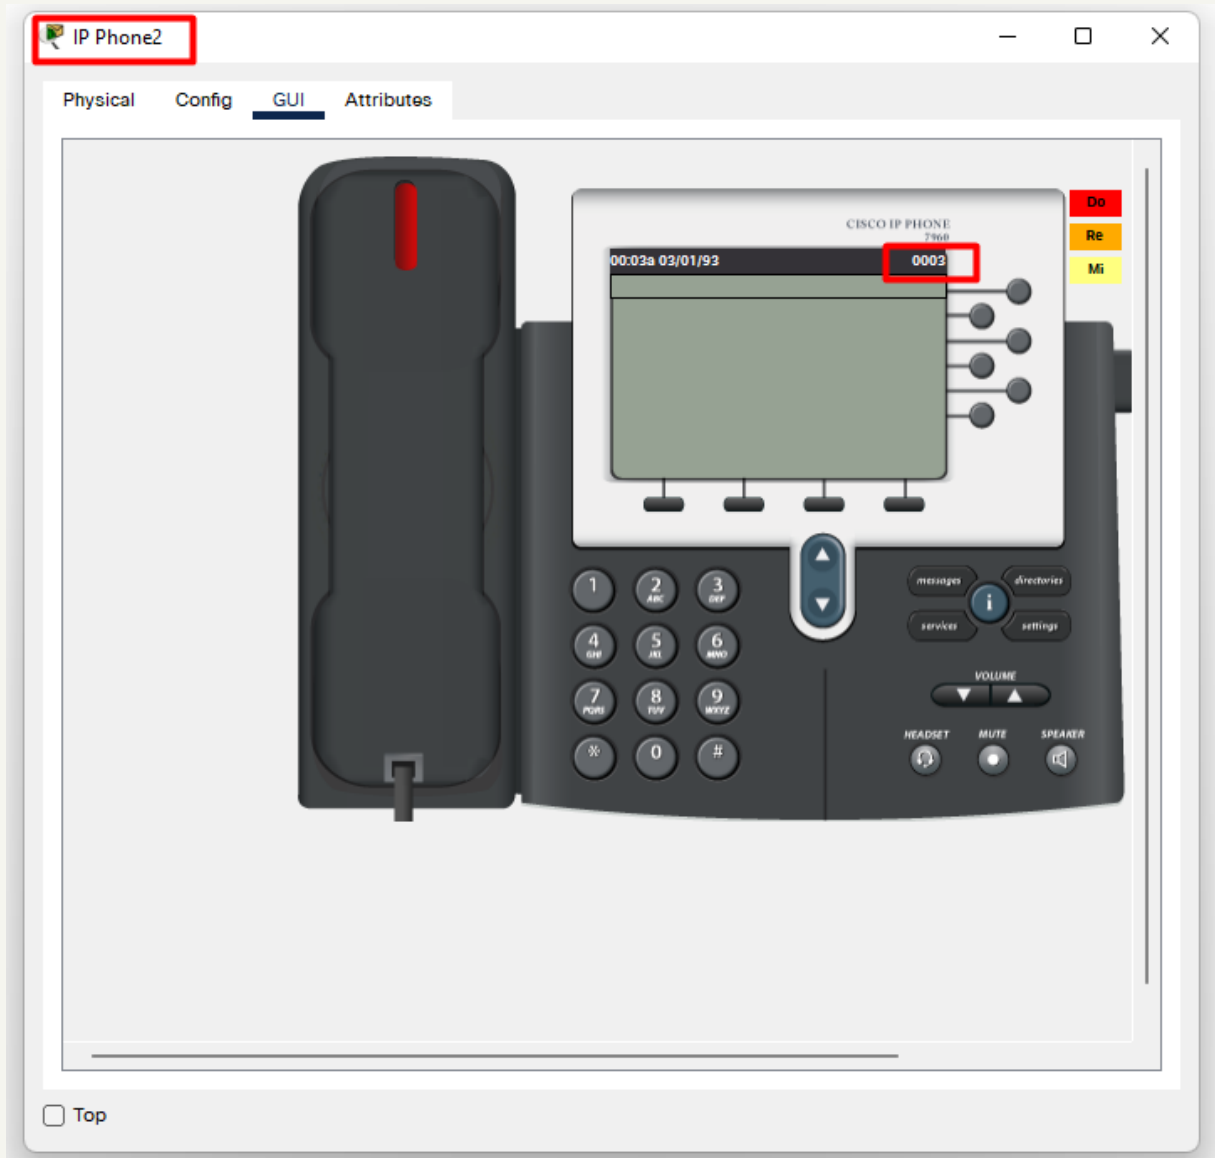 IP Phone2
Physical Config GUI Attributes
CISCO IP PHONE
7960
00:03a 03/01/93 0003
Do
Re
Mi
1 2 ABC 3 DEF
4 GHI 5 JKL 6 MNO
7 PQRS 8 TUV 9 WXYZ
* 0 #
messages directories
i
services settings
VOLUME
HEADSET MUTE SPEAKER
Top